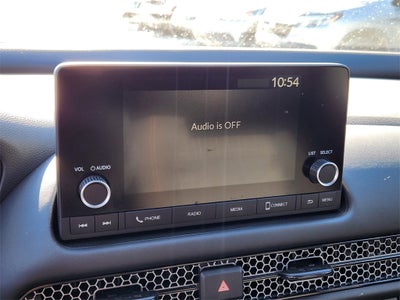 10:54
Audio is OFF
VOL AUDIO
LIST SELECT
PHONE RADIO MEDIA CONNECT MENU